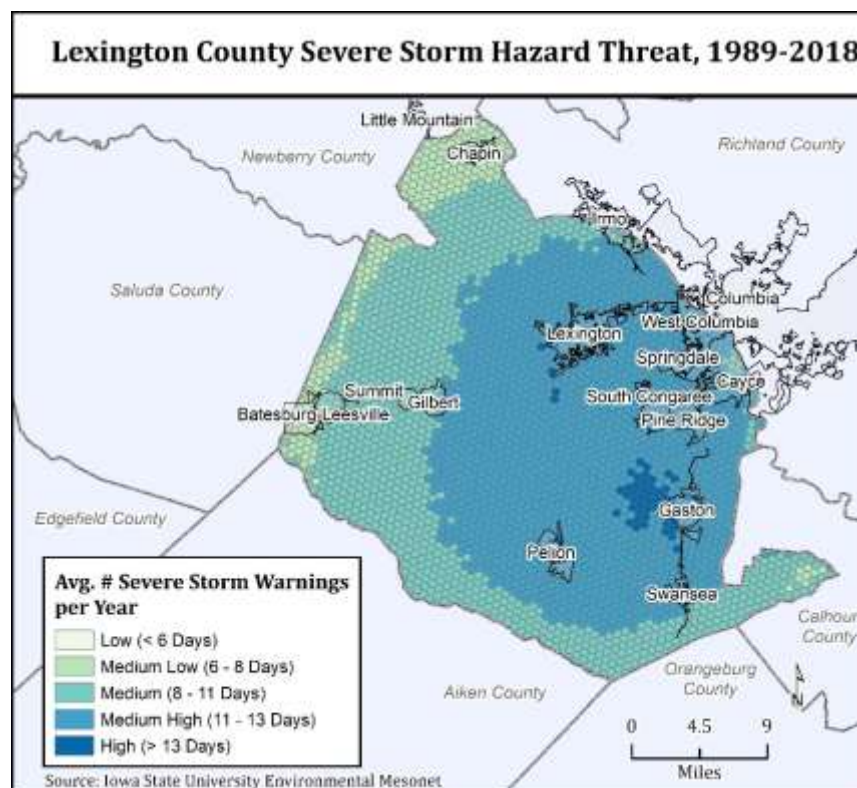 Lexington County Severe Storm Hazard Threat, 1989-2018
Little Mountain
Newberry County
Chapin
Richland County
Irmo
Saluda County
Columbia
Lexington
West Columbia
Springdale
Summit
Gilbert
South Congaree
Cayce
Batesburg-Leesville
Pine Ridge
Edgefield County
Gaston
Pelion
Swansea
Calhoun
County
Orangeburg
County
Aiken County
N
Avg. # Severe Storm Warnings
per Year
Low (< 6 Days)
Medium Low (6 - 8 Days)
Medium (8 - 11 Days)
Medium High (11 - 13 Days)
High (> 13 Days)
0 4.5 9
Miles
Source: Iowa State University Environmental Mesonet